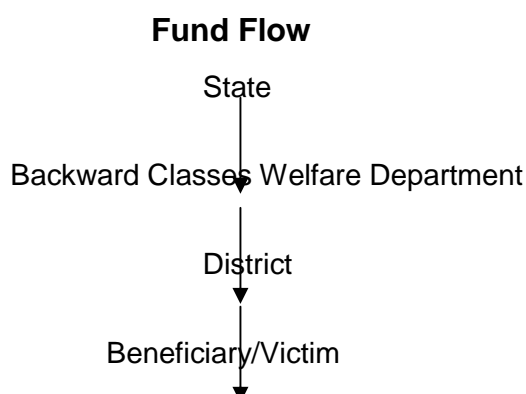 Fund Flow
State
Backward Classes Welfare Department
District
Beneficiary/Victim